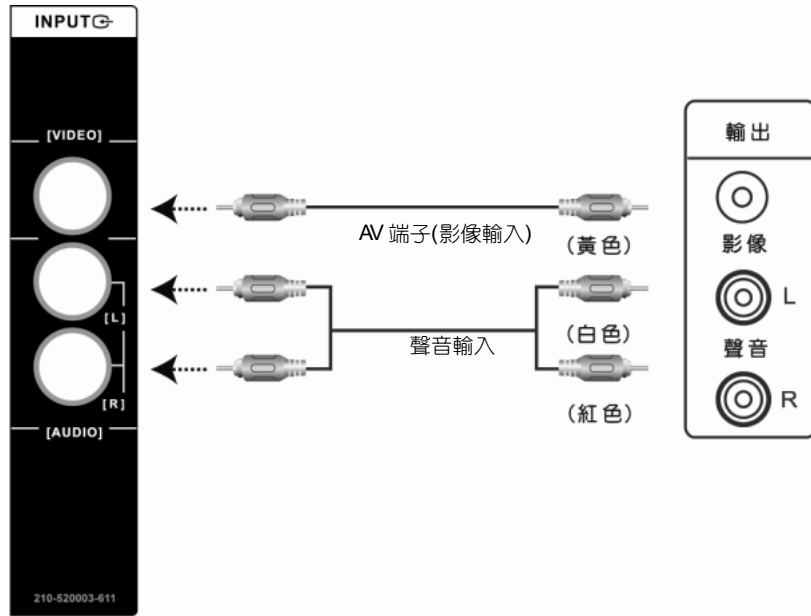 INPUT
[VIDEO]
[L]
[R]
[AUDIO]
210-520003-611
AV 端子(影像輸入)
(黃色)
聲音輸入
(白色)
(紅色)
輸出
影像
L
聲音
R